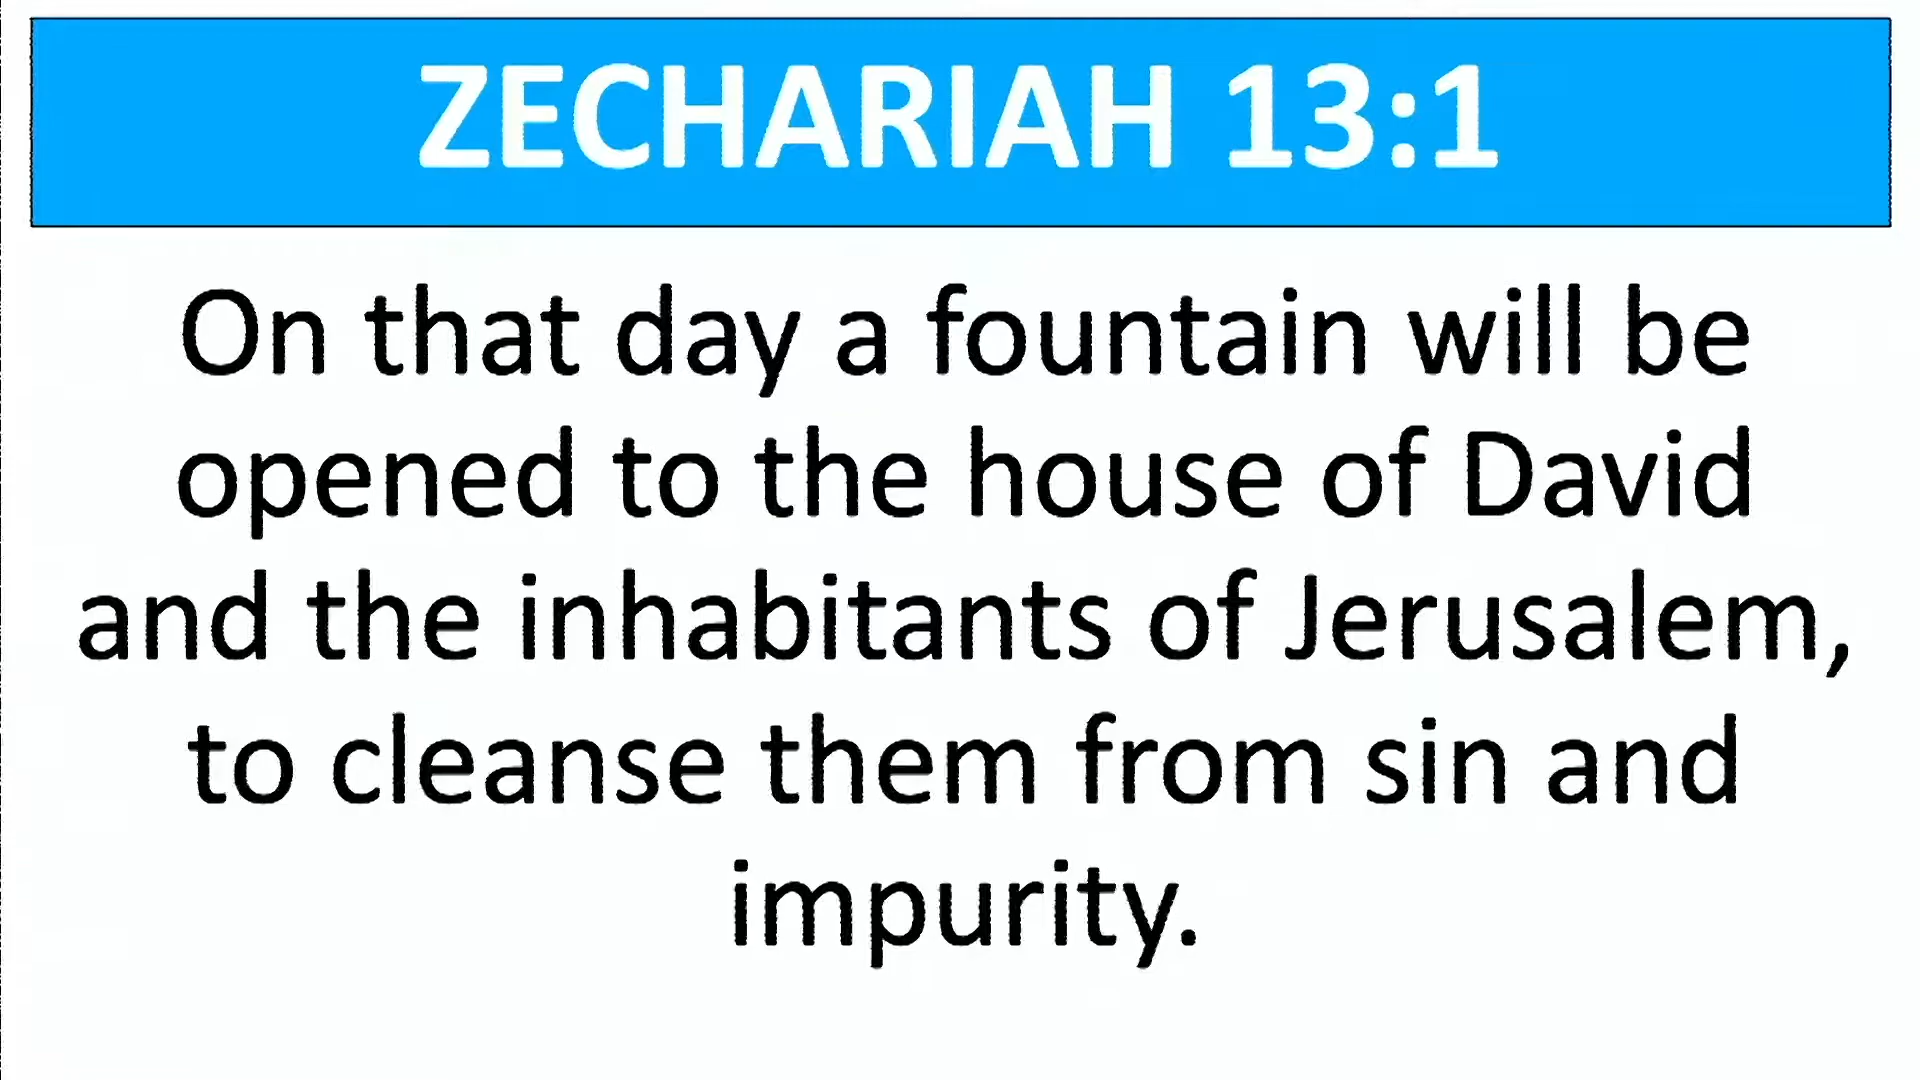 ZECHARIAH 13:1
On that day a fountain will be
opened to the house of David
and the inhabitants of Jerusalem,
to cleanse them from sin and
impurity.